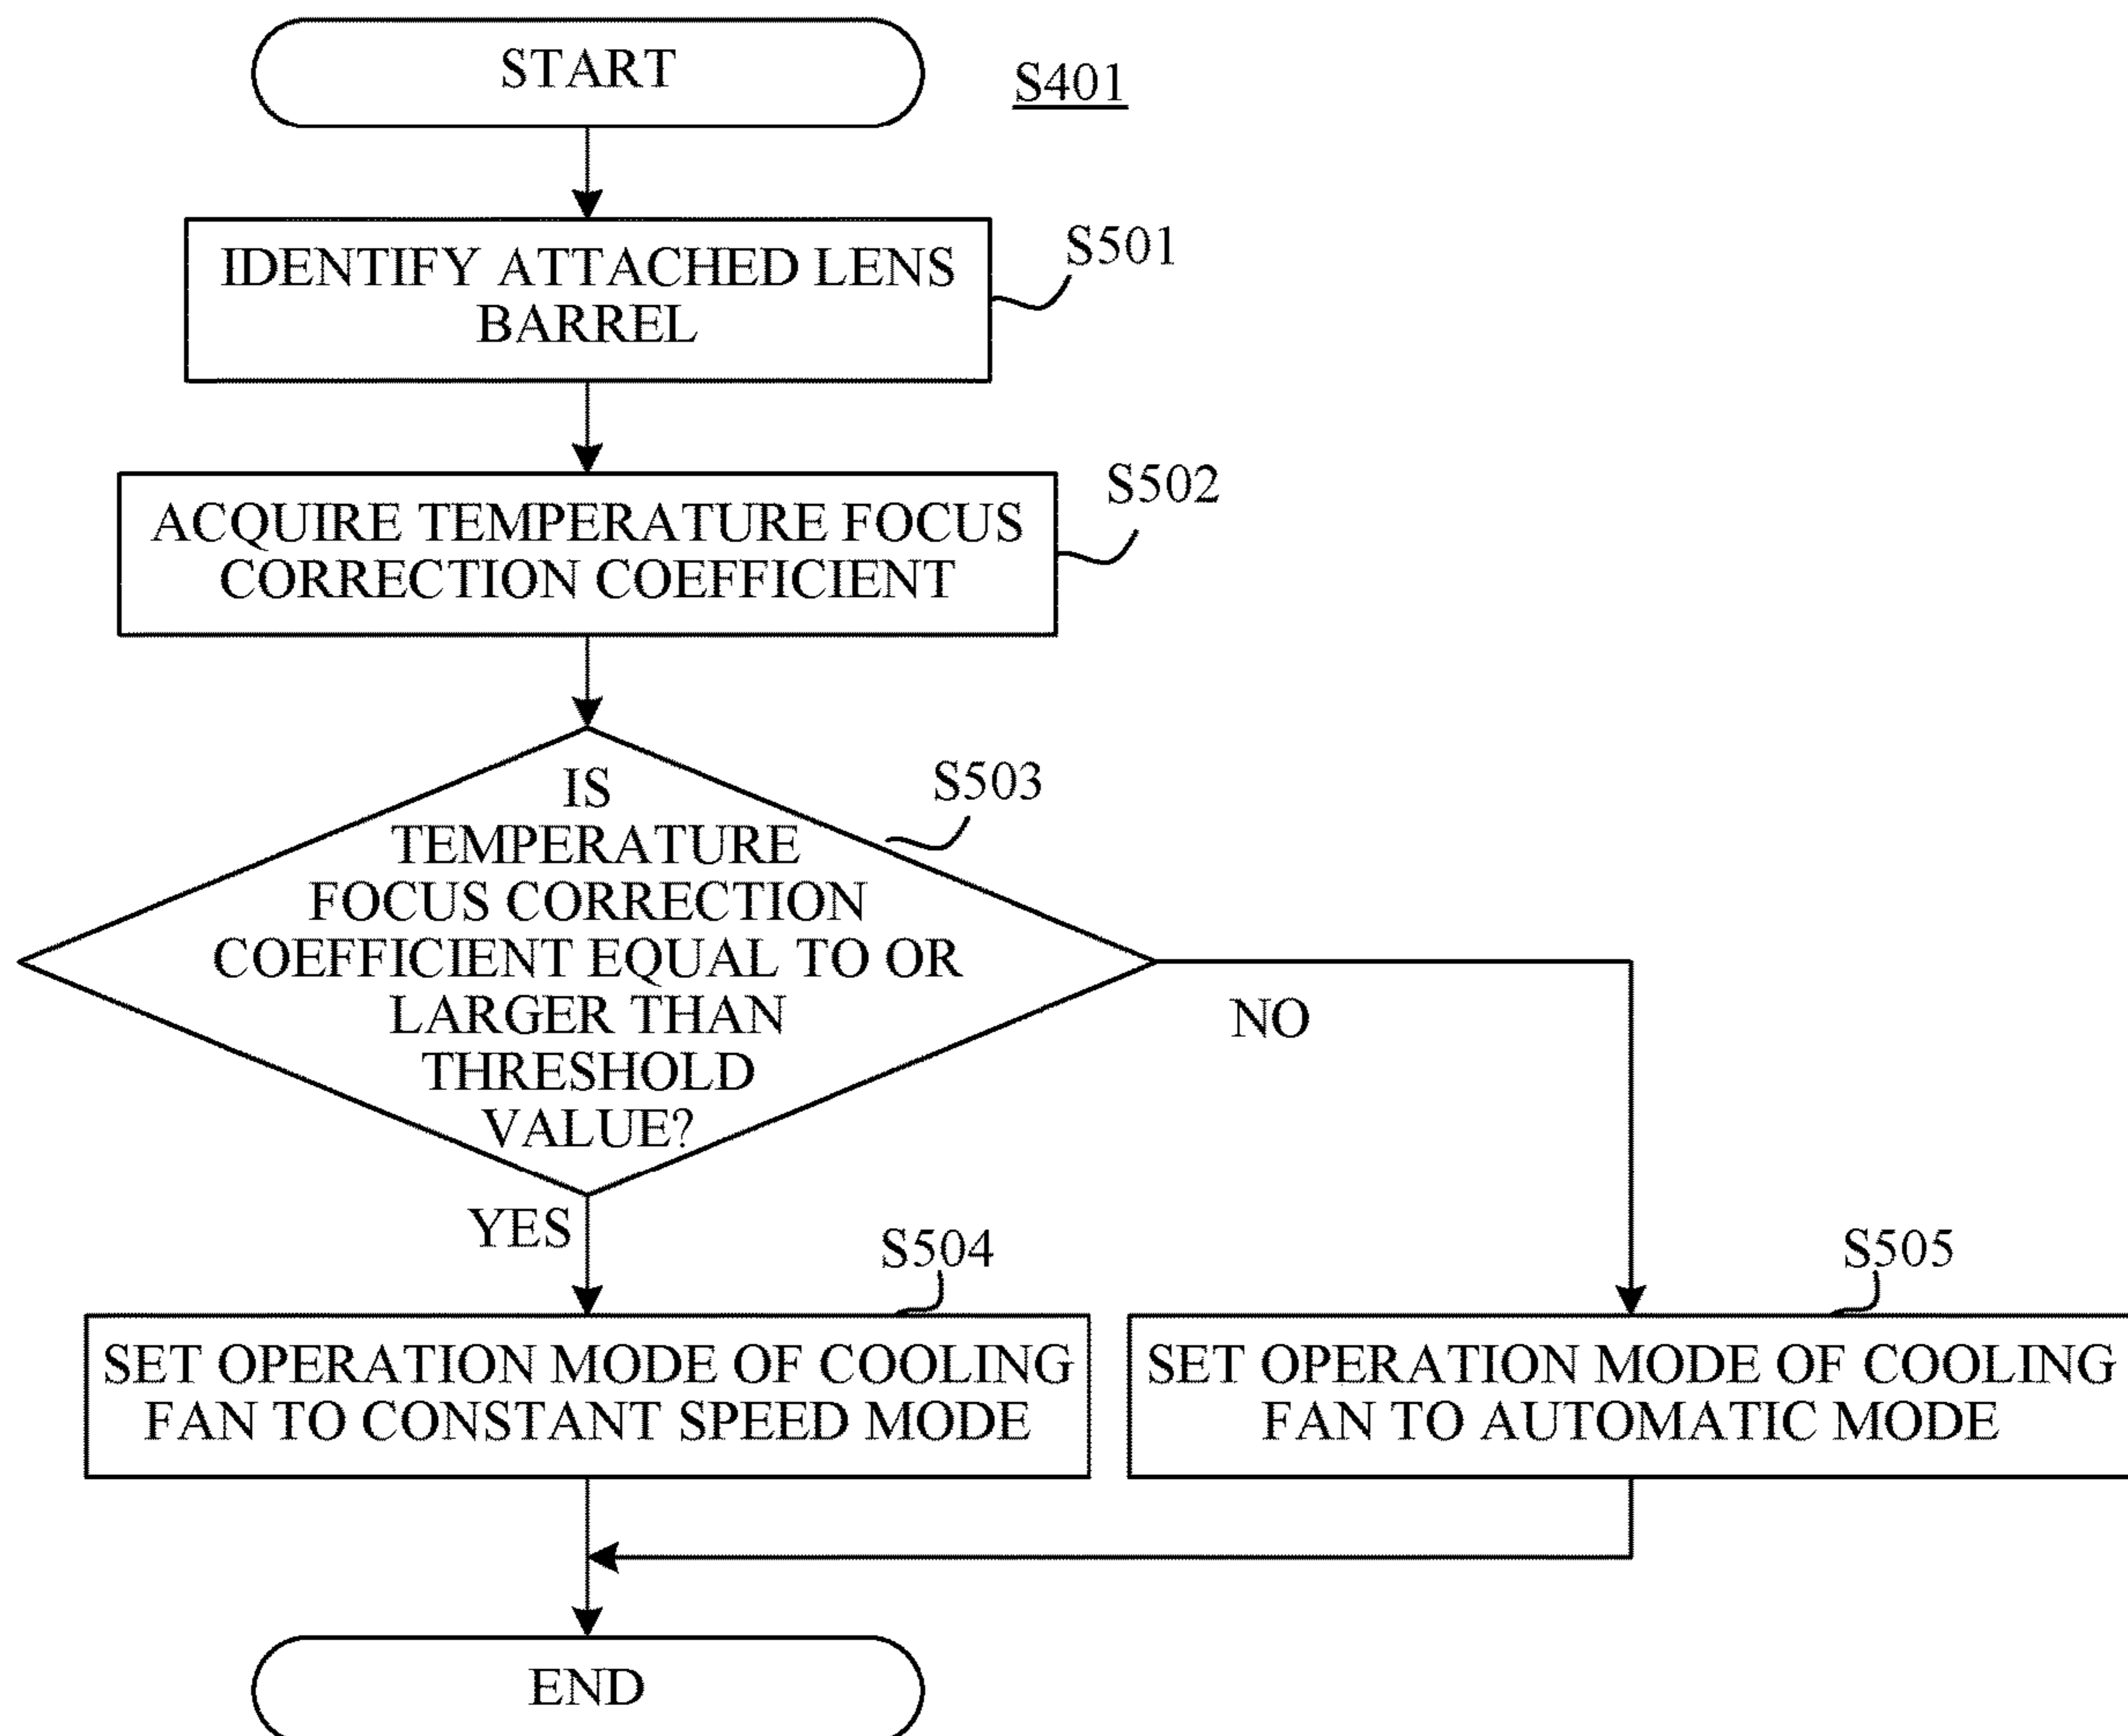 START
S401
IDENTIFY ATTACHED LENS
BARREL
S501
ACQUIRE TEMPERATURE FOCUS
CORRECTION COEFFICIENT
S502
IS
TEMPERATURE
FOCUS CORRECTION
COEFFICIENT EQUAL TO OR
LARGER THAN
THRESHOLD
VALUE?
S503
NO
YES
S504
SET OPERATION MODE OF COOLING
FAN TO CONSTANT SPEED MODE
S505
SET OPERATION MODE OF COOLING
FAN TO AUTOMATIC MODE
END